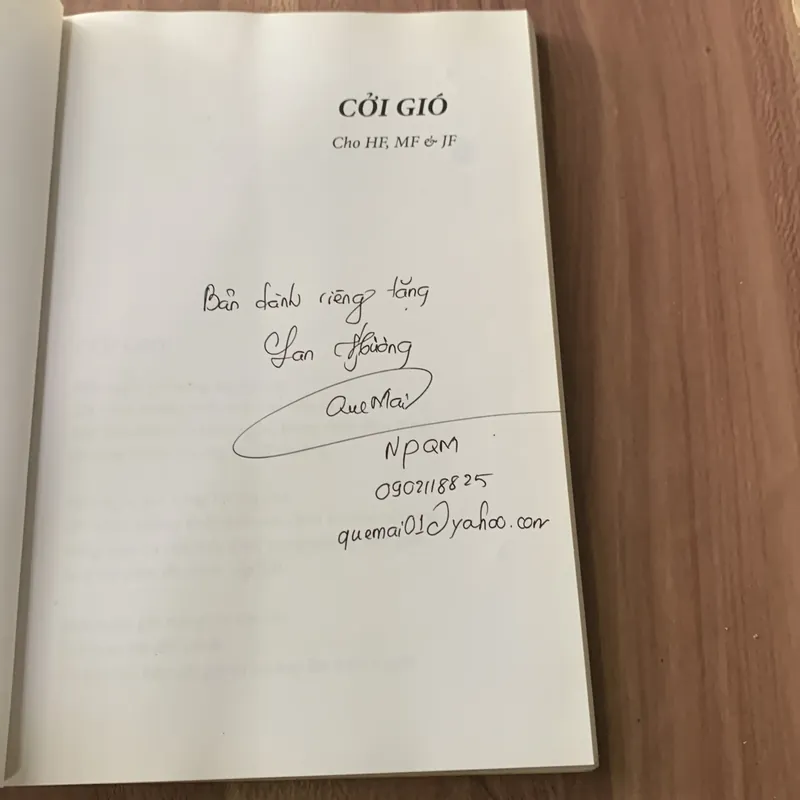 CỞI GIÓ
Cho HF, MF & JF
Bản dành riêng tặng
Lan Hương
QueMai
NPQM
0902118825
quemai01@yahoo.com